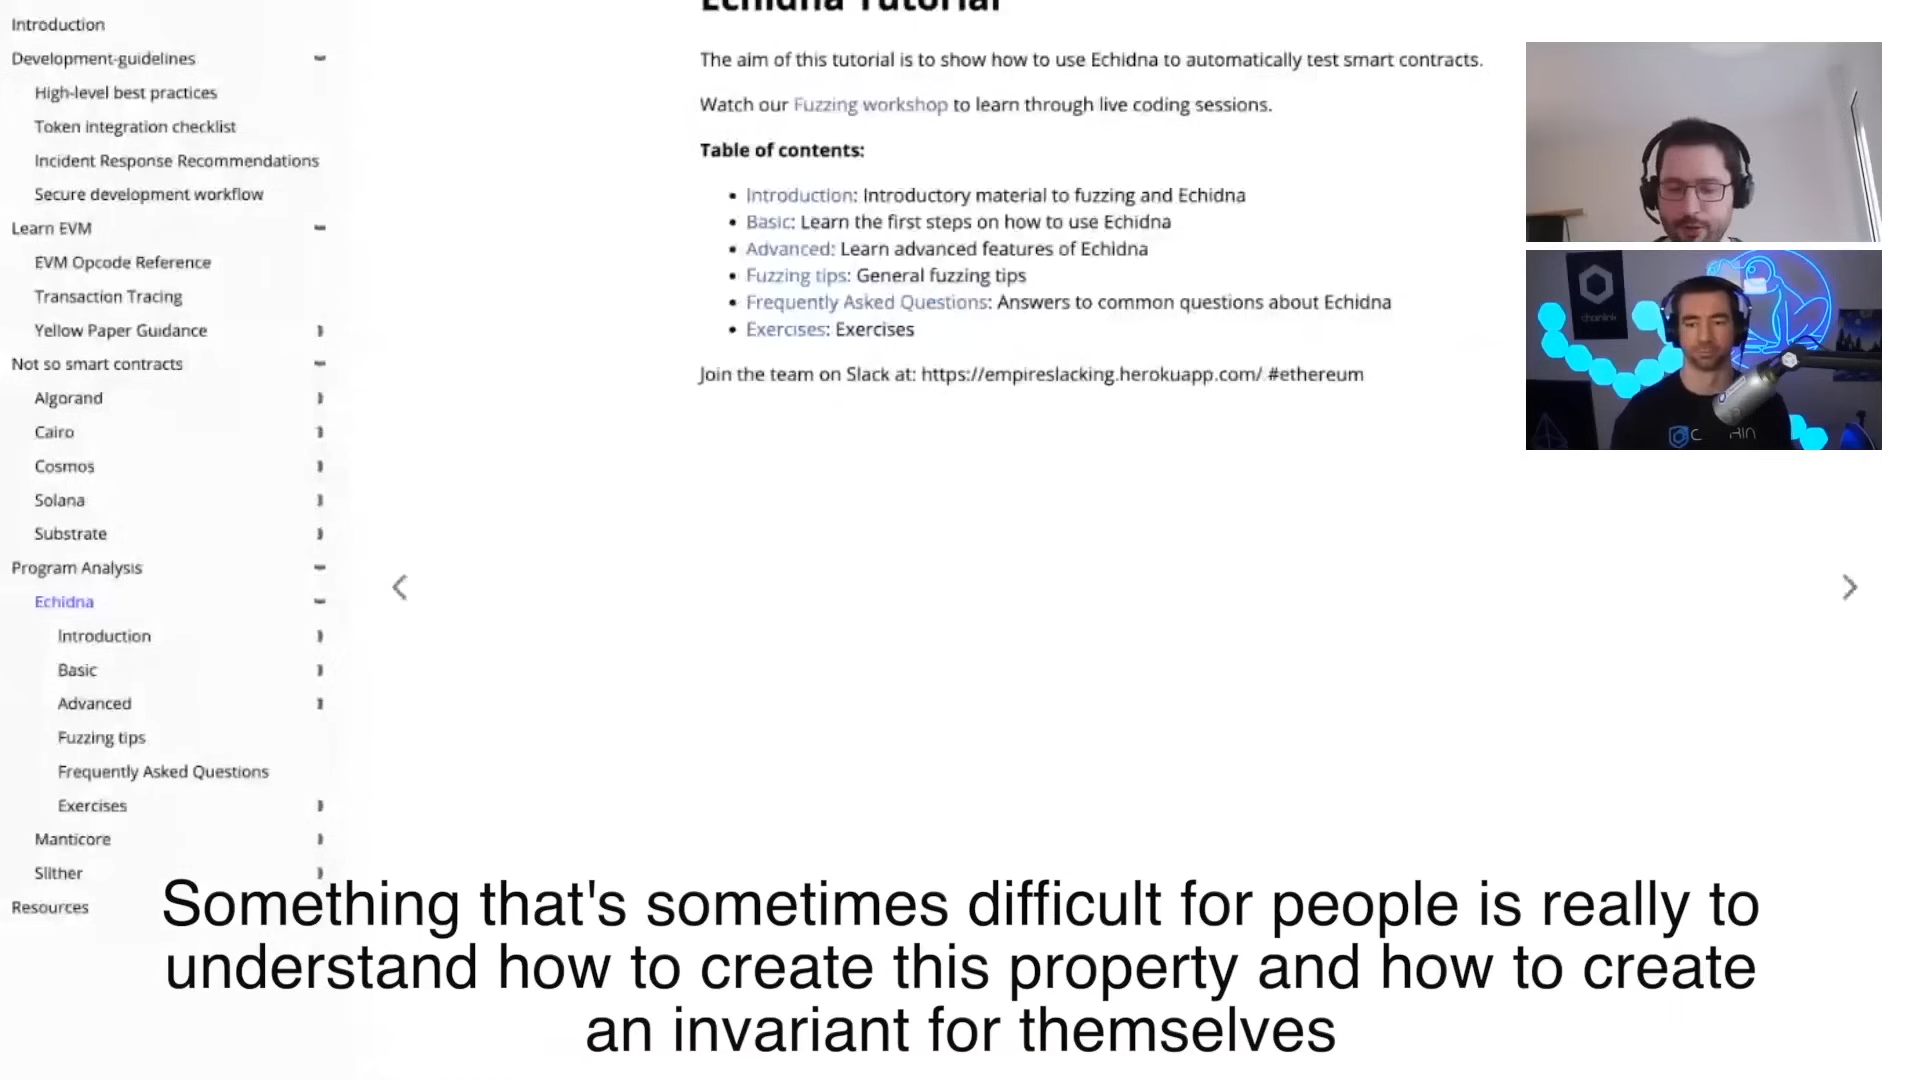 Introduction
Development-guidelines
High-level best practices
Token integration checklist
Incident Response Recommendations
Secure development workflow
Learn EVM
EVM Opcode Reference
Transaction Tracing
Yellow Paper Guidance
Not so smart contracts
Algorand
Cairo
Cosmos
Solana
Substrate
Program Analysis
Echidna
Introduction
Basic
Advanced
Fuzzing tips
Frequently Asked Questions
Exercises
Manticore
Slither
Resources
Echidna Tutorial
The aim of this tutorial is to show how to use Echidna to automatically test smart contracts.
Watch our Fuzzing workshop to learn through live coding sessions.
Table of contents:
• Introduction: Introductory material to fuzzing and Echidna
• Basic: Learn the first steps on how to use Echidna
• Advanced: Learn advanced features of Echidna
• Fuzzing tips: General fuzzing tips
• Frequently Asked Questions: Answers to common questions about Echidna
• Exercises: Exercises
Join the team on Slack at: https://empireslacking.herokuapp.com/ #ethereum
chainlink
Something that's sometimes difficult for people is really to
understand how to create this property and how to create
an invariant for themselves